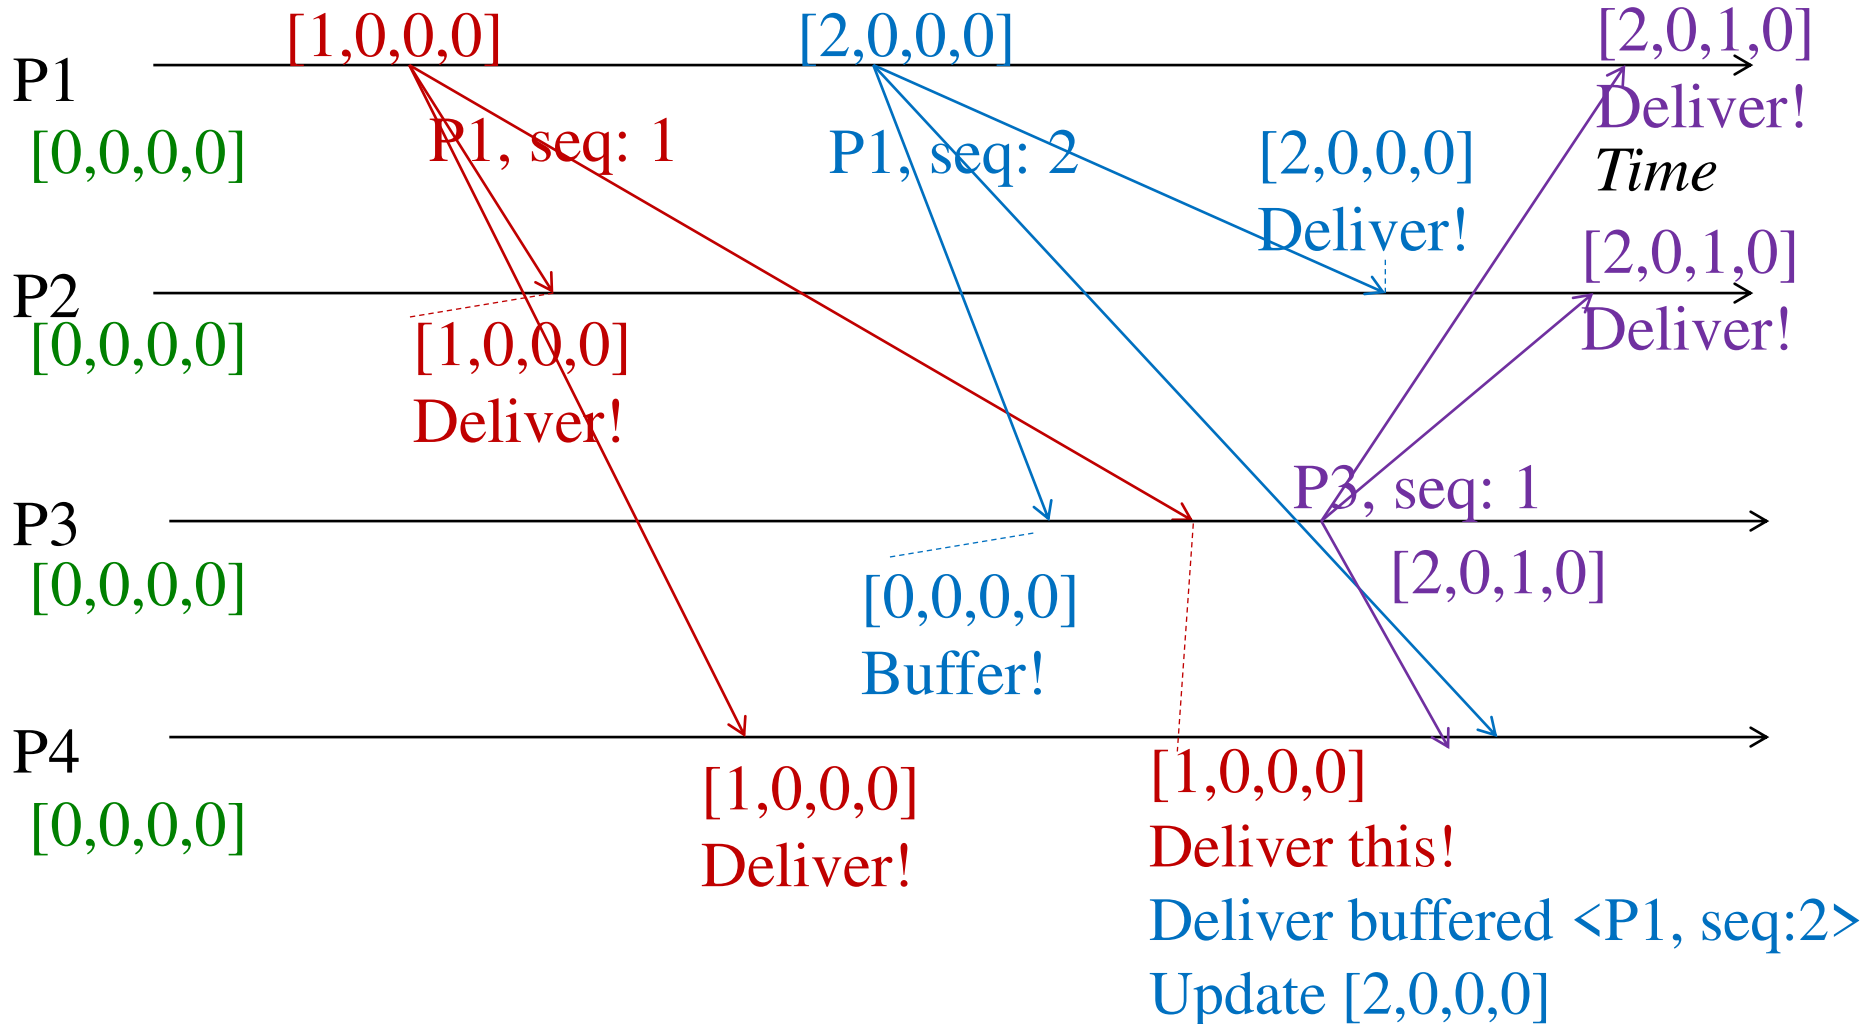 [1,0,0,0]
[2,0,0,0]
[2,0,1,0]
Deliver!
Time
P1
[0,0,0,0]
P1, seq: 1
P1, seq: 2
[2,0,0,0]
Deliver!
[2,0,1,0]
Deliver!
P2
[0,0,0,0]
[1,0,0,0]
Deliver!
P3, seq: 1
[2,0,1,0]
P3
[0,0,0,0]
[0,0,0,0]
Buffer!
P4
[0,0,0,0]
[1,0,0,0]
Deliver!
[1,0,0,0]
Deliver this!
Deliver buffered <P1, seq:2>
Update [2,0,0,0]